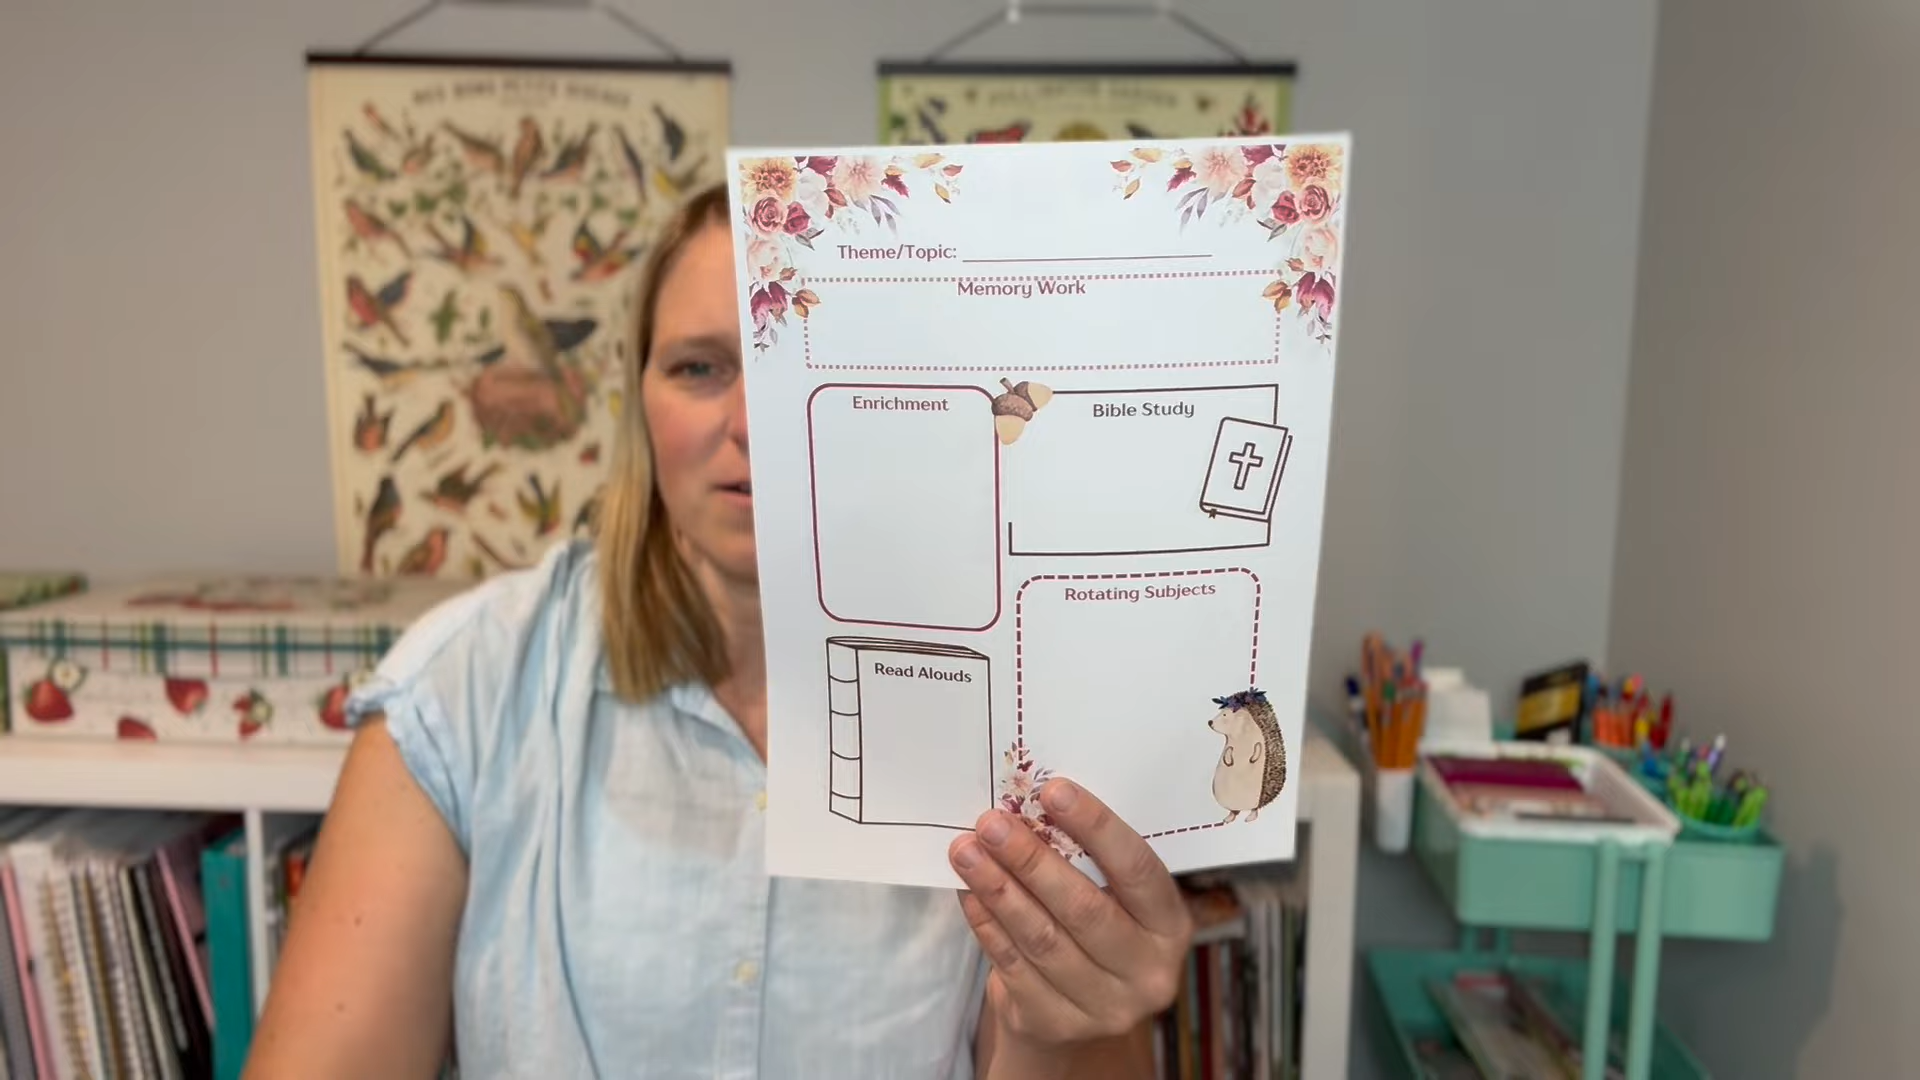 Theme/Topic:
Memory Work
Enrichment
Bible Study
Rotating Subjects
Read Alouds